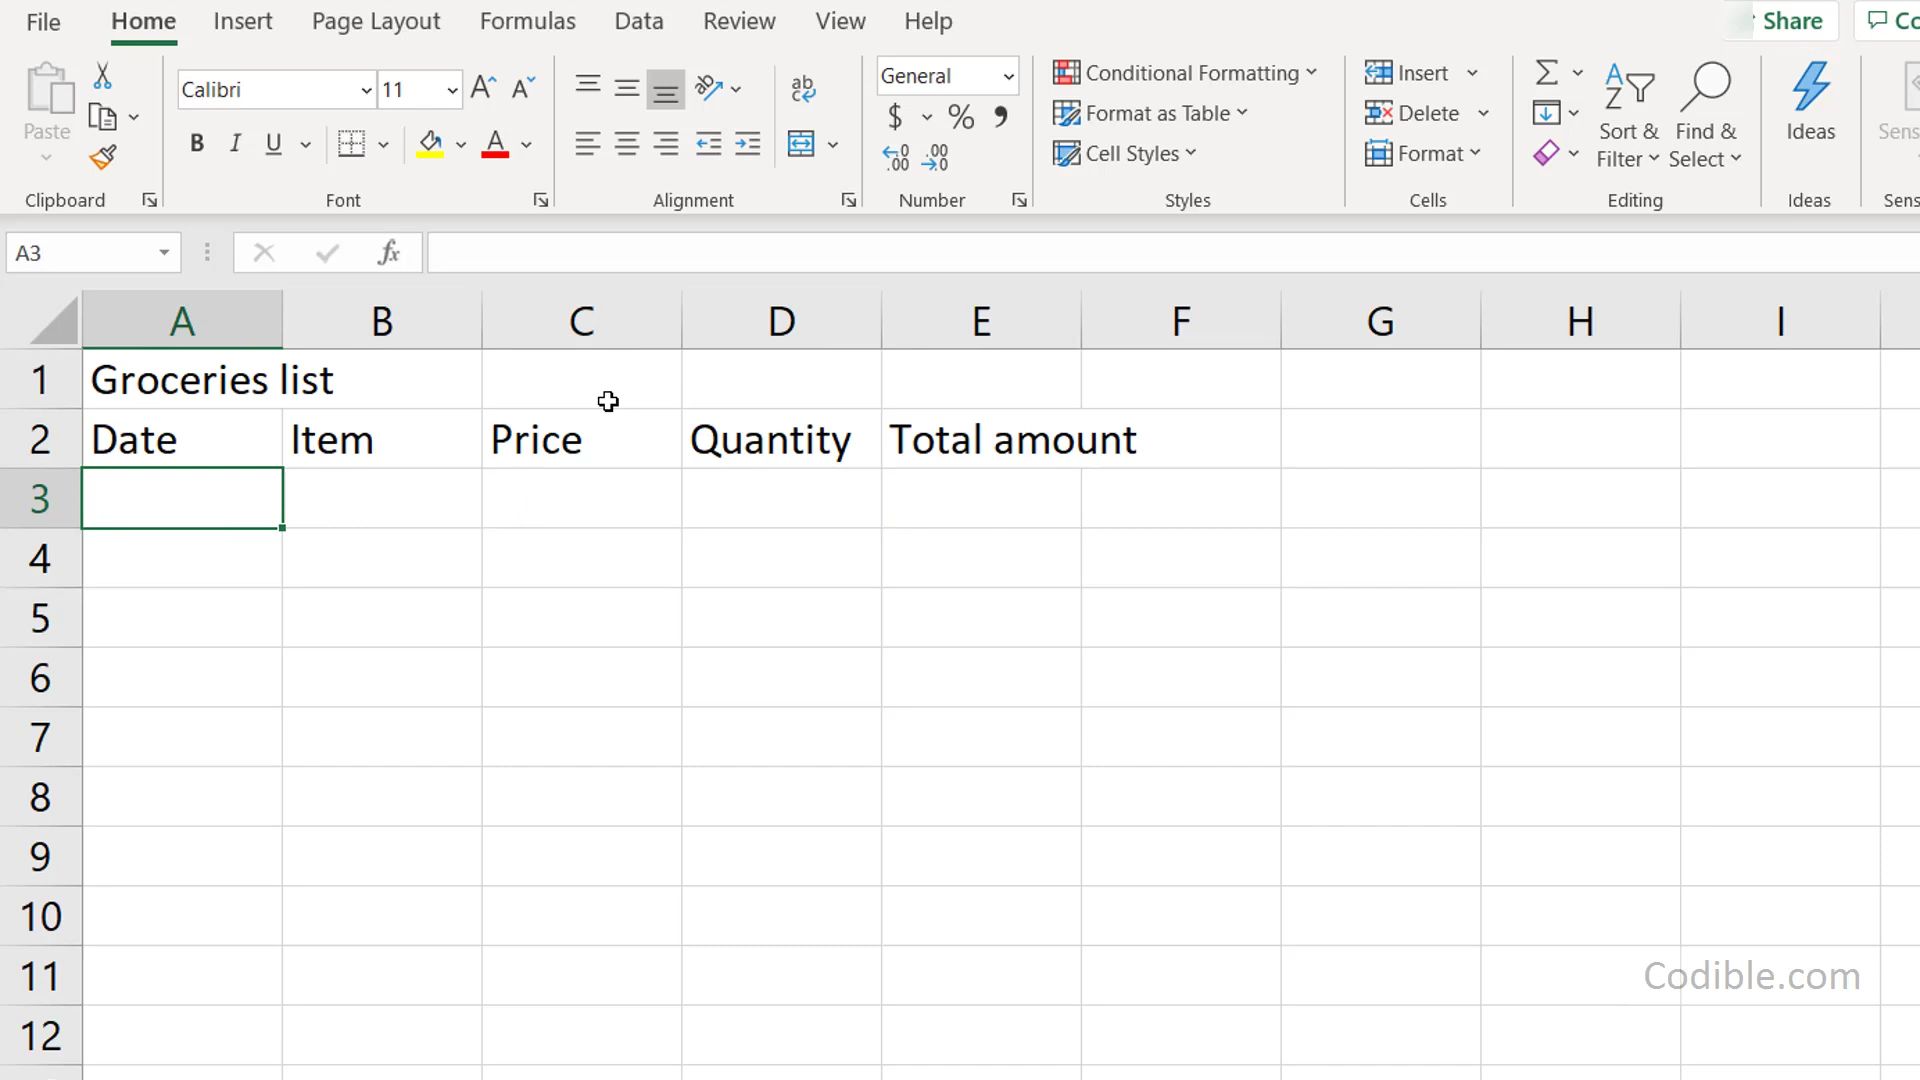 File Home Insert Page Layout Formulas Data Review View Help Share
Paste
Calibri 11
B I U A
ab
General
$ % ,
Conditional Formatting
Format as Table
Cell Styles
Insert
Delete
Format
Sort & Filter
Find & Select
Ideas
Clipboard Font Alignment Number Styles Cells Editing Ideas
A3 fx
A B C D E F G H I
1 Groceries list
2 Date Item Price Quantity Total amount
3
4
5
6
7
8
9
10
11
12
Codible.com